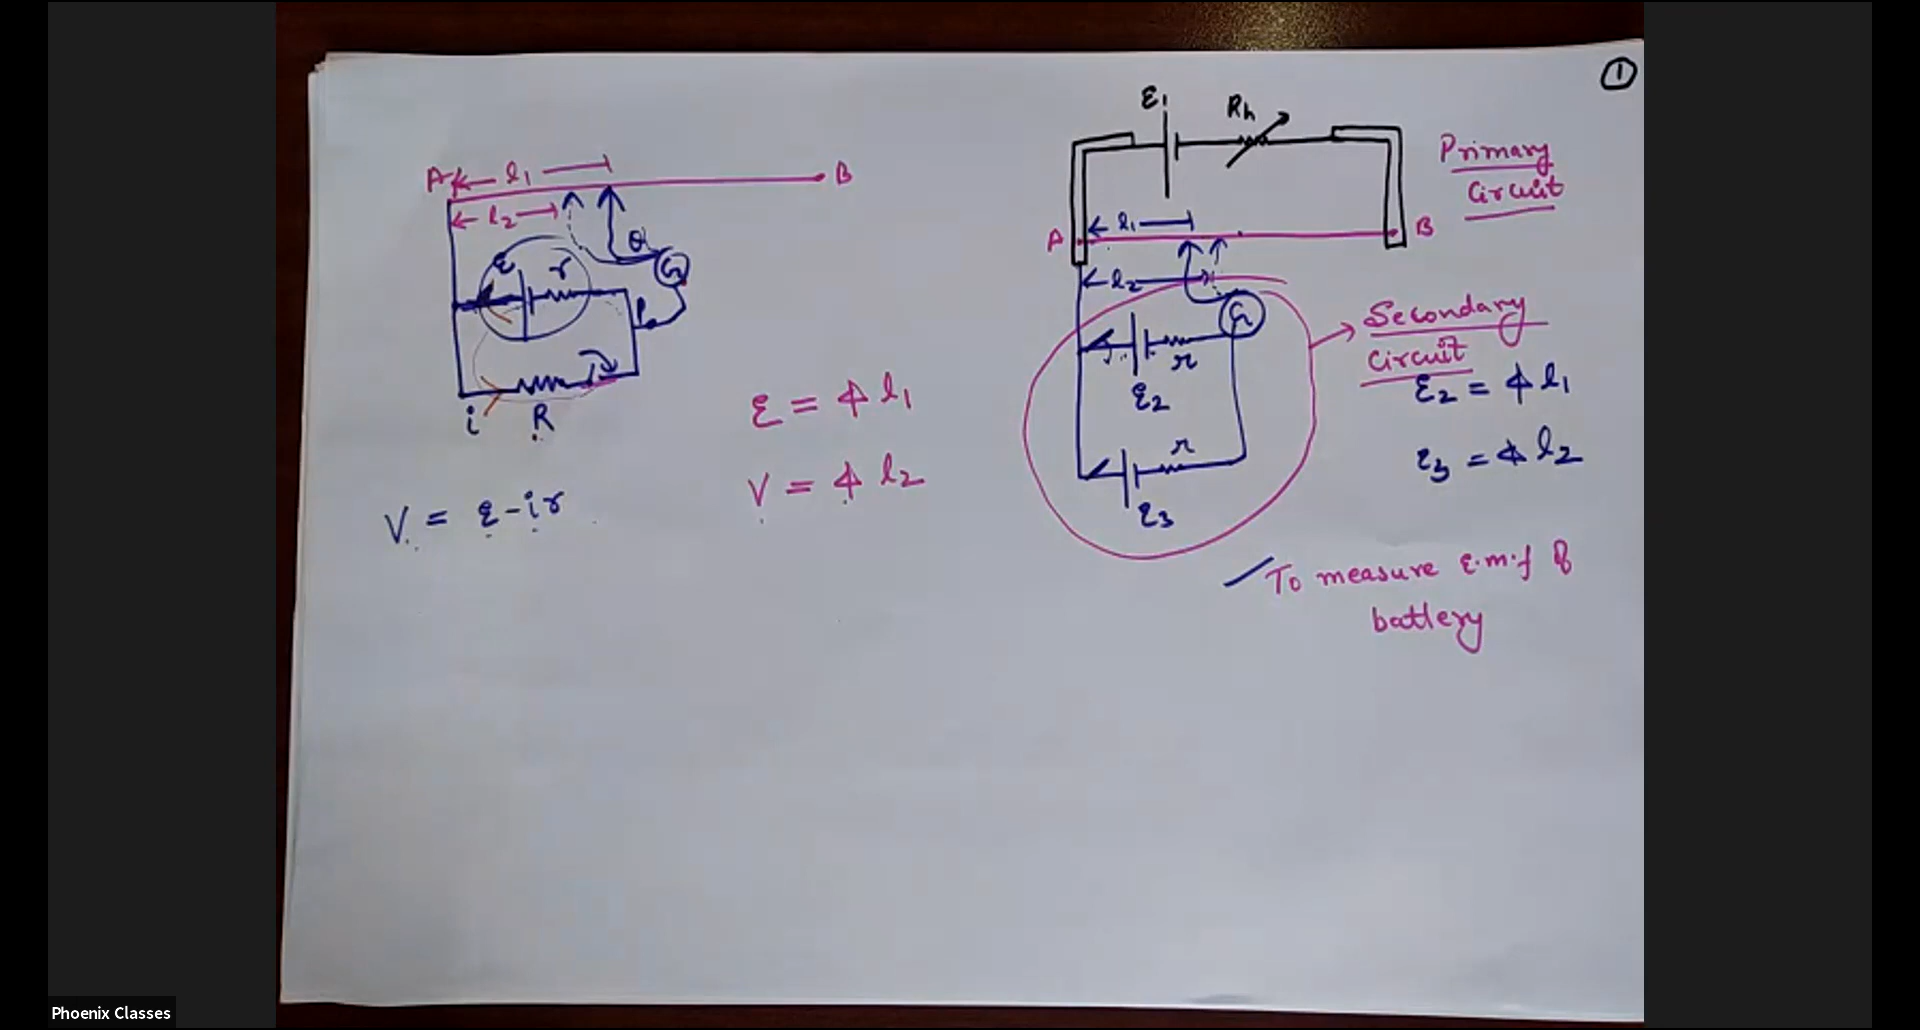 ①
A l₁ B
l₂
ε r G
P
i R
V = ε - ir
ε = ϕ l₁
V = ϕ l₂
ε₁ Rh
Primary
Circuit
A l₁ B
l₂
G
r
ε₂
r
ε₃
Secondary
Circuit
ε₂ = ϕ l₁
ε₃ = ϕ l₂
To measure e.m.f of
battery
Phoenix Classes